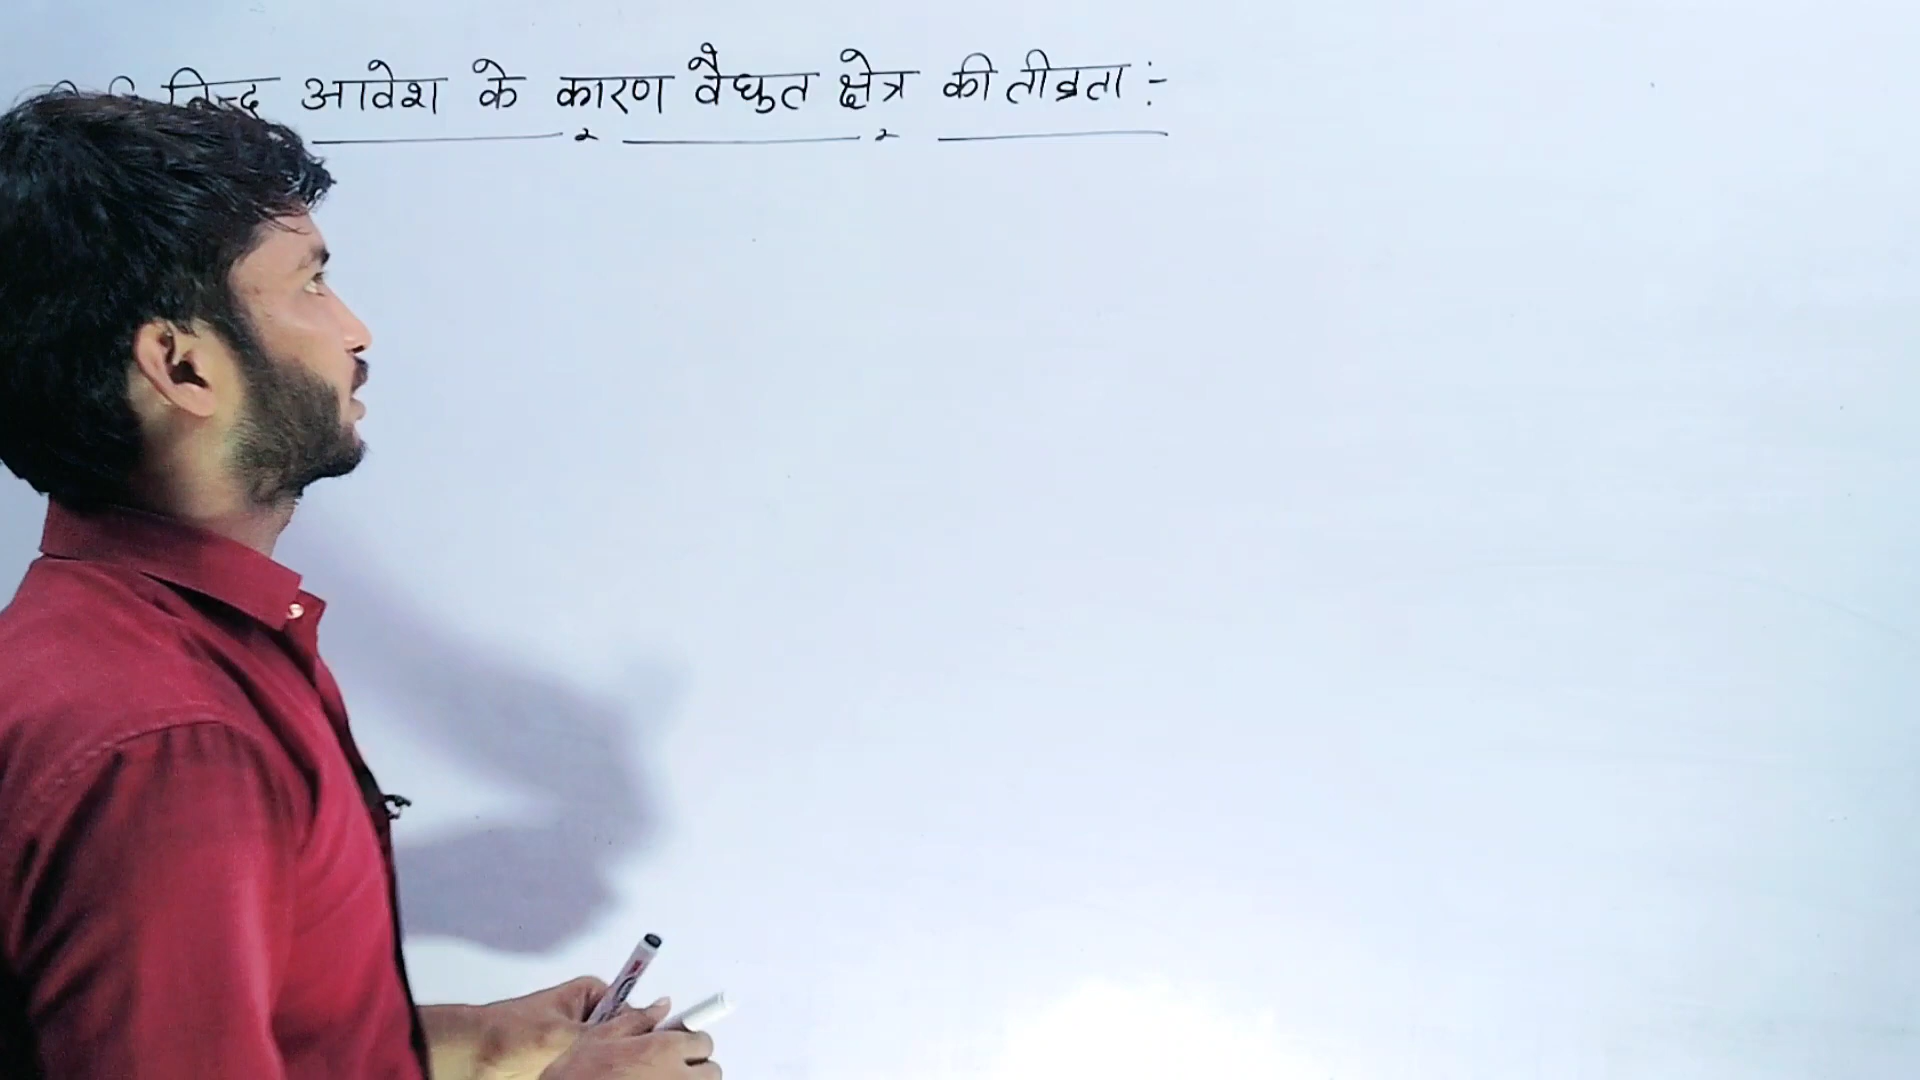 बिन्दु आवेश के कारण वैद्युत क्षेत्र की तीव्रता :-